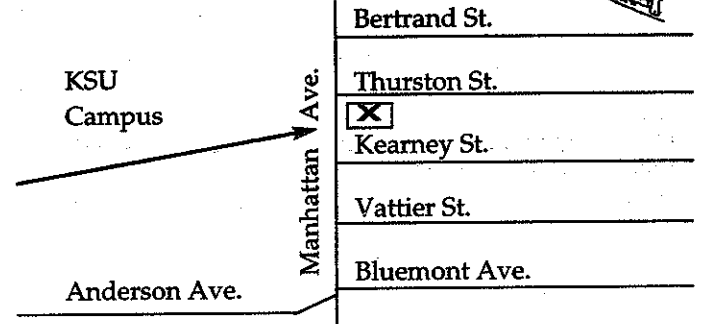 Bertrand St.
KSU
Campus
Thurston St.
X
Manhattan Ave.
Kearney St.
Vattier St.
Bluemont Ave.
Anderson Ave.